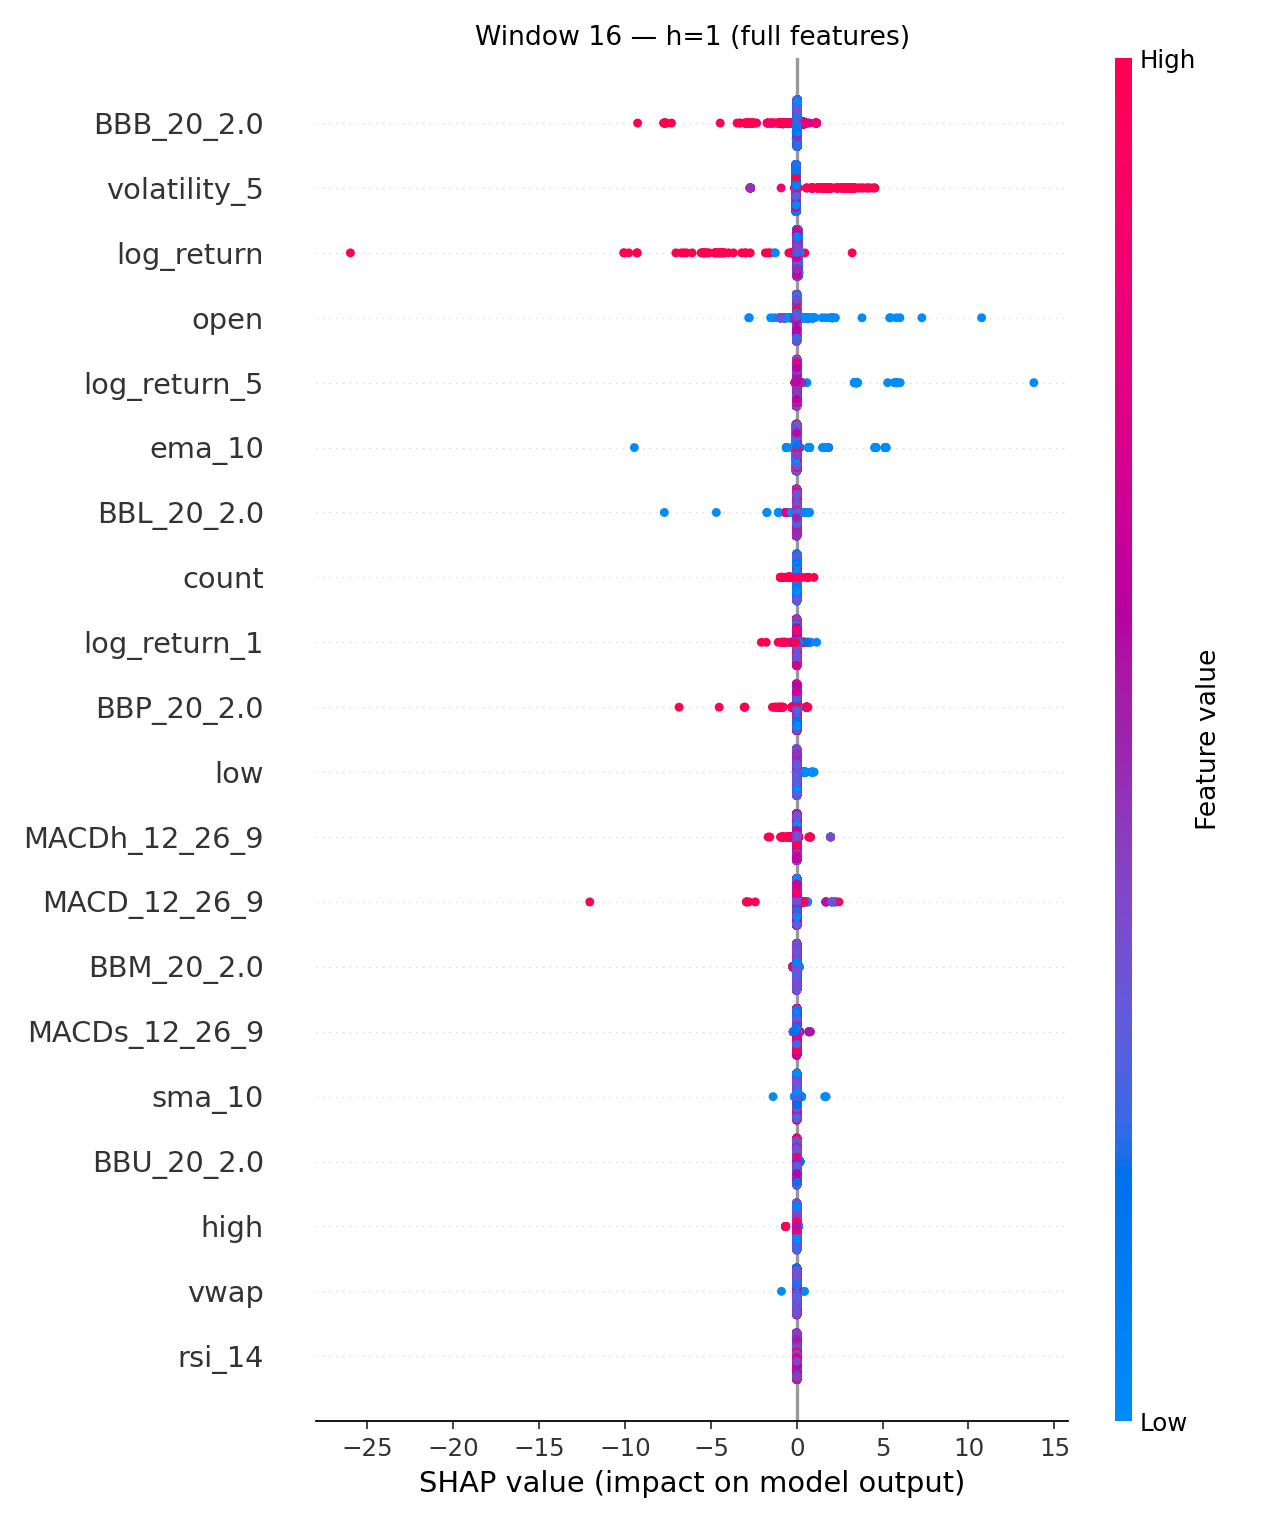 Window 16 — h=1 (full features)
High
BBB_20_2.0
volatility_5
log_return
open
log_return_5
ema_10
BBL_20_2.0
count
log_return_1
BBP_20_2.0
low
MACDh_12_26_9
MACD_12_26_9
BBM_20_2.0
MACDs_12_26_9
sma_10
BBU_20_2.0
high
vwap
rsi_14
Feature value
Low
−25 −20 −15 −10 −5 0 5 10 15
SHAP value (impact on model output)